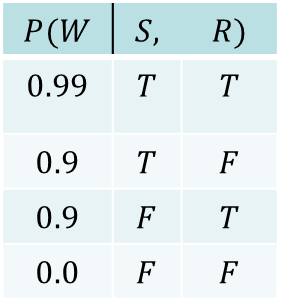 P(W | S, R)
0.99 T T
0.9 T F
0.9 F T
0.0 F F